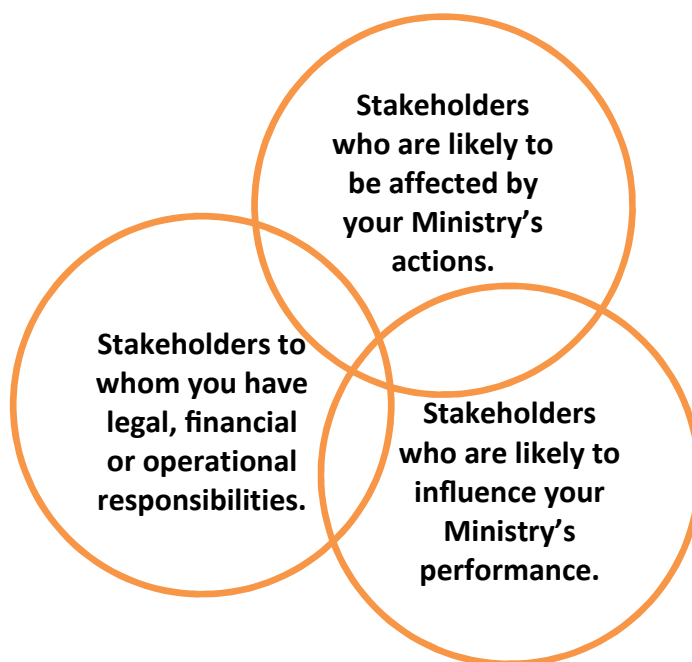 Stakeholders
who are likely to
be affected by
your Ministry’s
actions.
Stakeholders to
whom you have
legal, financial
or operational
responsibilities.
Stakeholders
who are likely to
influence your
Ministry’s
performance.